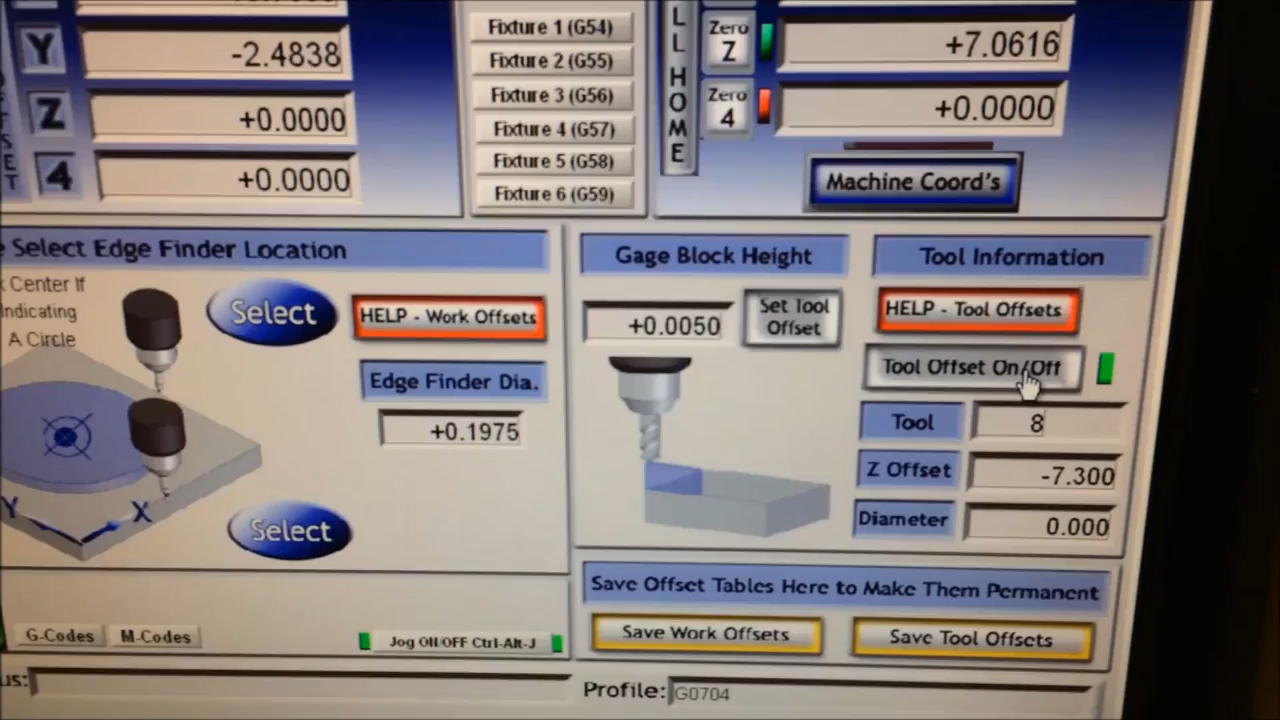 Y
-2.4838
Z
+0.0000
4
+0.0000
Fixture 1 (G54)
Fixture 2 (G55)
Fixture 3 (G56)
Fixture 4 (G57)
Fixture 5 (G58)
Fixture 6 (G59)
LL HOME
Zero Z
+7.0616
Zero 4
+0.0000
Machine Coord's
Select Edge Finder Location
Center If
Indicating
A Circle
Select
HELP - Work Offsets
Edge Finder Dia.
+0.1975
Y
X
Select
Gage Block Height
+0.0050
Set Tool
Offset
Tool Information
HELP - Tool Offsets
Tool Offset On/Off
Tool
8
Z Offset
-7.300
Diameter
0.000
Save Offset Tables Here to Make Them Permanent
Save Work Offsets
Save Tool Offsets
G-Codes
M-Codes
Jog ON/OFF Ctrl-Alt-J
Profile:
G0704